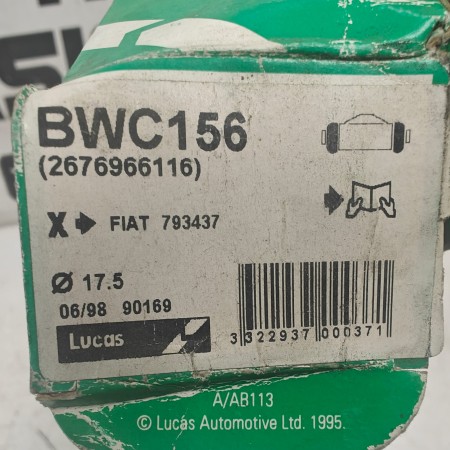 BWC156
(2676966116)
X FIAT 793437
Ø 17.5
06/98 90169
Lucas
3 322937 000371
A/AB113
© Lucas Automotive Ltd. 1995.